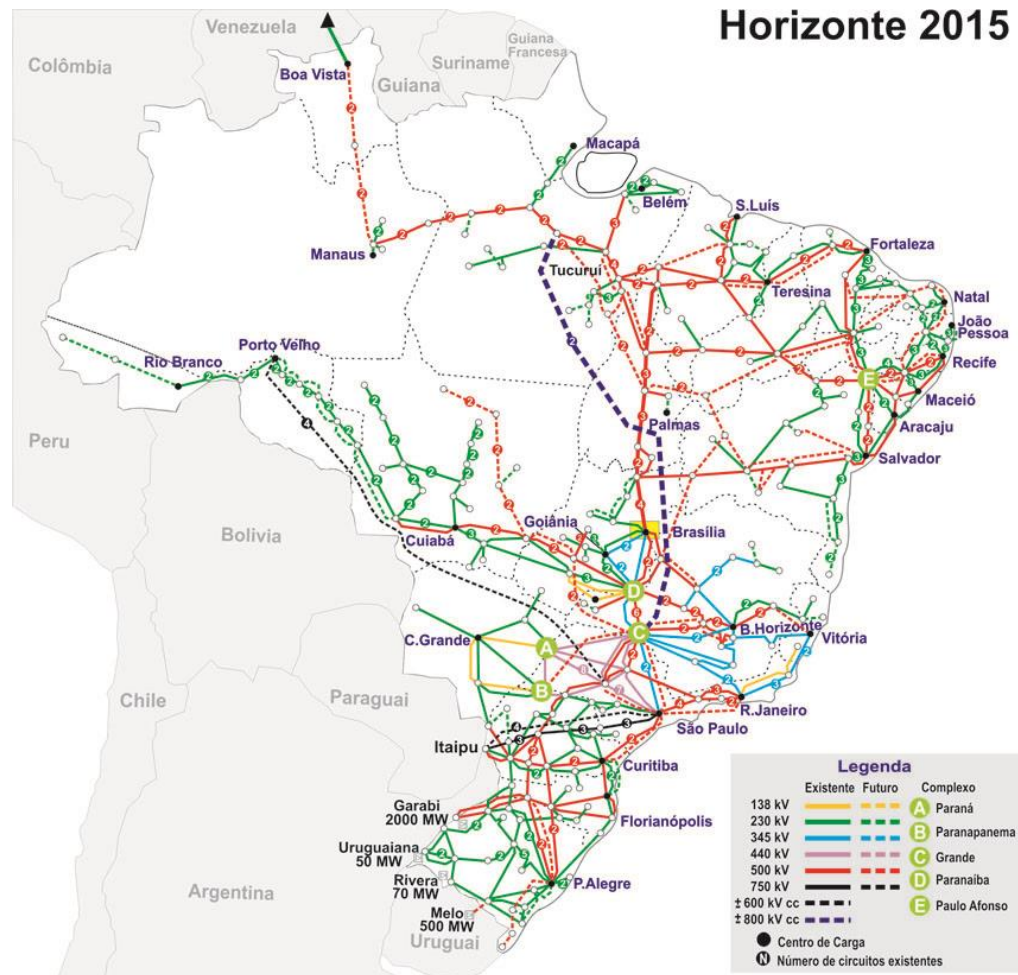 Horizonte 2015
Venezuela
Guiana
Francesa
Suriname
Colômbia
Boa Vista
Guiana
Macapá
Belém
S.Luís
Manaus
Fortaleza
Tucuruí
Teresina
Natal
João
Pessoa
Porto Velho
Rio Branco
Recife
E
Maceió
Peru
Palmas
Aracaju
Salvador
Goiânia
Brasília
Cuiabá
Bolivia
D
B.Horizonte
C
Vitória
C.Grande
A
B
Chile
Paraguai
R.Janeiro
São Paulo
Itaipu
Curitiba
Garabi
2000 MW
Florianópolis
Uruguaiana
50 MW
Rivera
70 MW
P.Alegre
Argentina
Melo
500 MW
Uruguai
Legenda
Existente Futuro Complexo
138 kV A Paraná
230 kV
345 kV B Paranapanema
440 kV C Grande
500 kV
750 kV D Paranaíba
±600 kV cc E Paulo Afonso
±800 kV cc
Centro de Carga
N Número de circuitos existentes